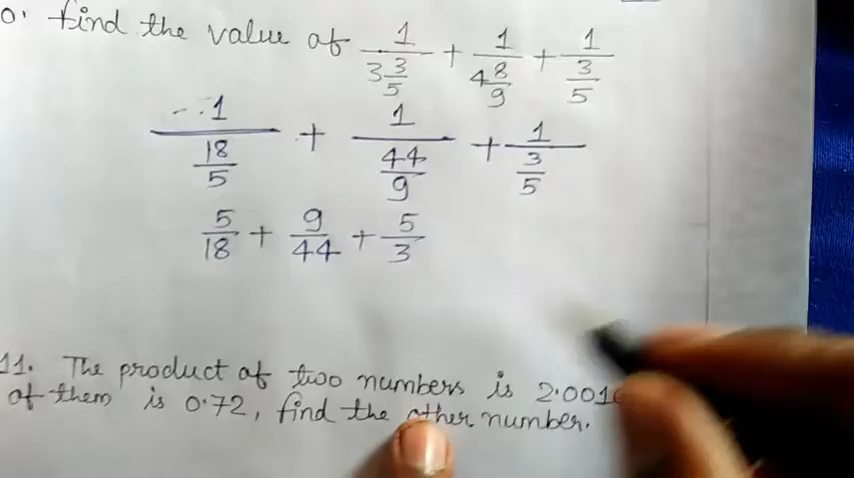 0. find the value of 1/3 3/5 + 1/4 8/9 + 1/3/5
1/18/5 + 1/44/9 + 1/3/5
5/18 + 9/44 + 5/3
11. The product of two numbers is 2.001
of them is 0.72, find the other number.